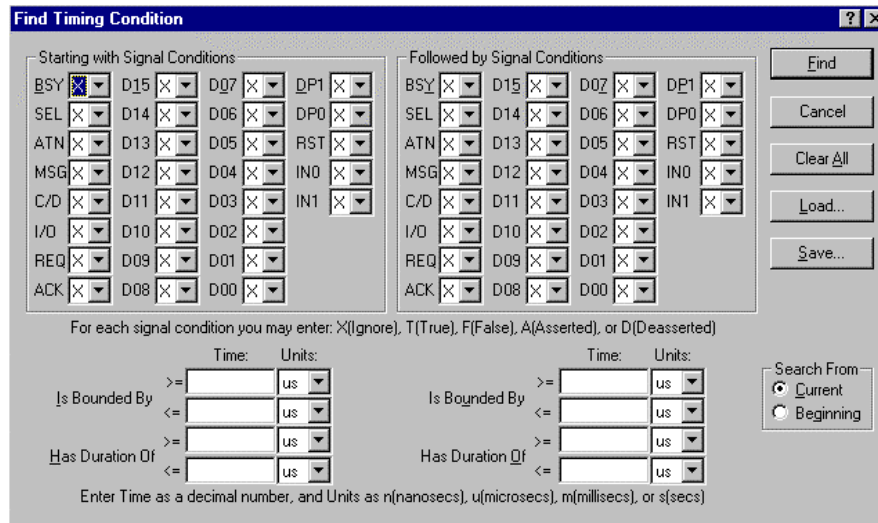 Find Timing Condition
Starting with Signal Conditions
BSY X D15 X D07 X DP1 X
SEL X D14 X D06 X DP0 X
ATN X D13 X D05 X RST X
MSG X D12 X D04 X IN0 X
C/D X D11 X D03 X IN1 X
I/O X D10 X D02 X
REQ X D09 X D01 X
ACK X D08 X D00 X
Followed by Signal Conditions
BSY X D15 X D07 X DP1 X
SEL X D14 X D06 X DP0 X
ATN X D13 X D05 X RST X
MSG X D12 X D04 X IN0 X
C/D X D11 X D03 X IN1 X
I/O X D10 X D02 X
REQ X D09 X D01 X
ACK X D08 X D00 X
Find
Cancel
Clear All
Load...
Save...
For each signal condition you may enter: X(Ignore), T(True), F(False), A(Asserted), or D(Deasserted)
Time: Units:
Is Bounded By
>= us
<= us
Has Duration Of
>= us
<= us
Time: Units:
Is Bounded By
>= us
<= us
Has Duration Of
>= us
<= us
Search From
Current
Beginning
Enter Time as a decimal number, and Units as n(nanosecs), u(microsecs), m(millisecs), or s(secs)